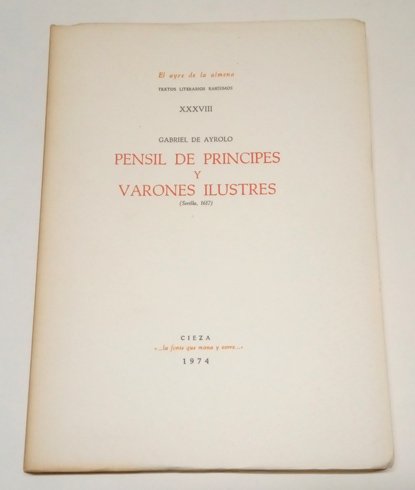 El ayre de la almena
TEXTOS LITERARIOS RARISIMOS
XXXVIII
GABRIEL DE AYROLO
PENSIL DE PRINCIPES
Y
VARONES ILUSTRES
(Sevilla, 1617)
CIEZA
«...la fonte que mana y corre...»
1974